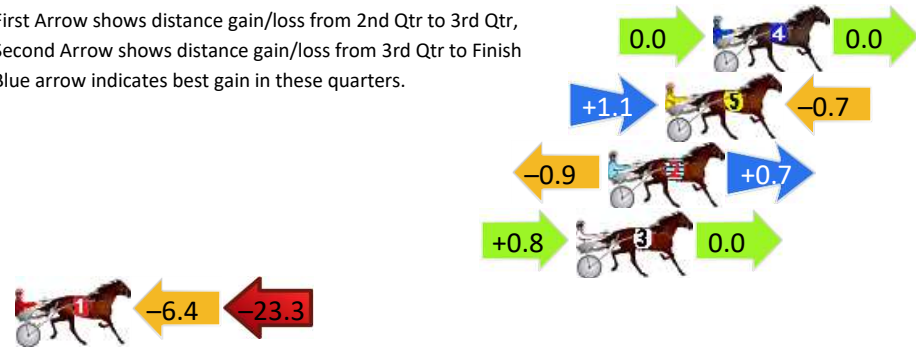 First Arrow shows distance gain/loss from 2nd Qtr to 3rd Qtr,
Second Arrow shows distance gain/loss from 3rd Qtr to Finish
Blue arrow indicates best gain in these quarters.
0.0 4 0.0
+1.1 5 –0.7
–0.9 2 +0.7
+0.8 3 0.0
1 –6.4 –23.3